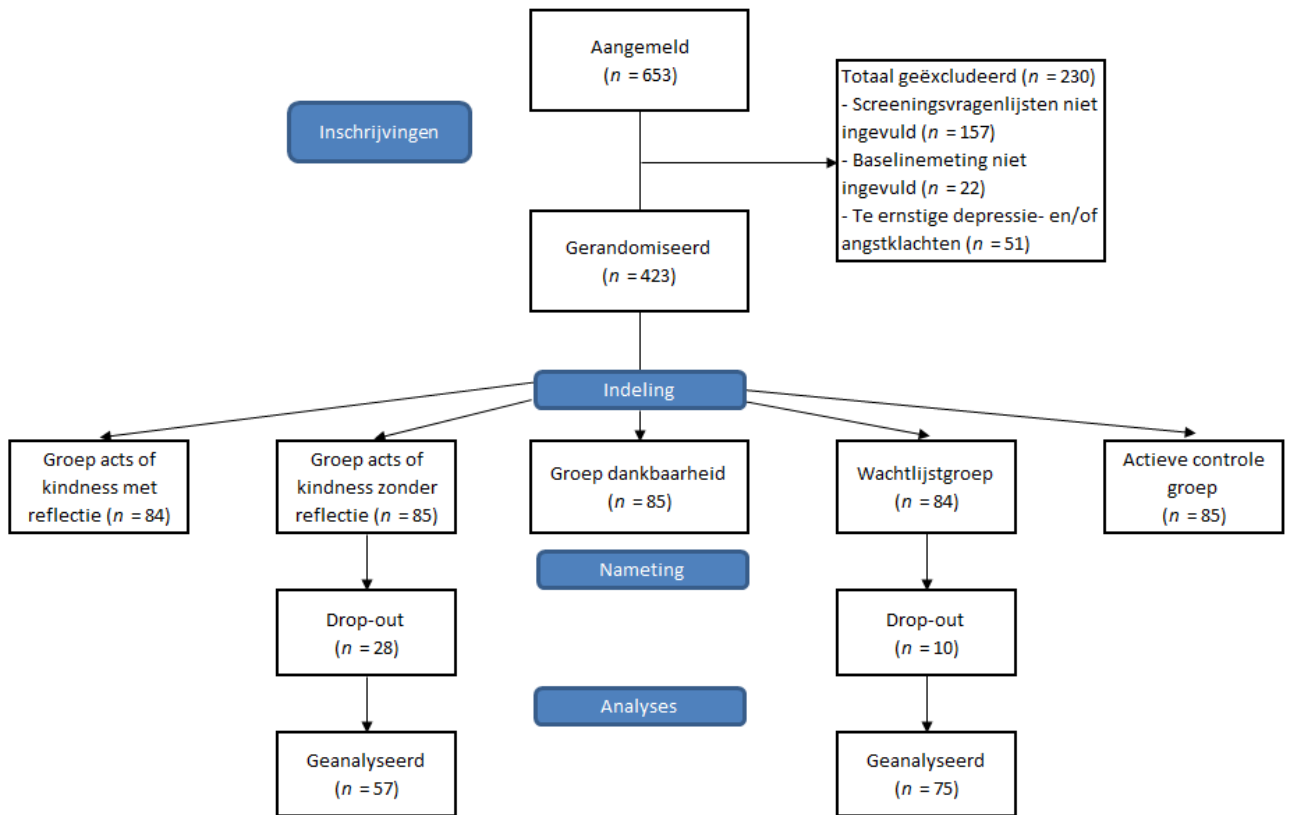 Aangemeld
(n = 653)
Totaal geëxcludeerd (n = 230)
- Screeningsvragenlijsten niet
ingevuld (n = 157)
- Baselinemeting niet
ingevuld (n = 22)
- Te ernstige depressie- en/of
angstklachten (n = 51)
Inschrijvingen
Gerandomiseerd
(n = 423)
Indeling
Groep acts of
kindness met
reflectie (n = 84)
Groep acts of
kindness zonder
reflectie (n = 85)
Groep dankbaarheid
(n = 85)
Wachtlijstgroep
(n = 84)
Actieve controle
groep
(n = 85)
Nameting
Drop-out
(n = 28)
Drop-out
(n = 10)
Analyses
Geanalyseerd
(n = 57)
Geanalyseerd
(n = 75)